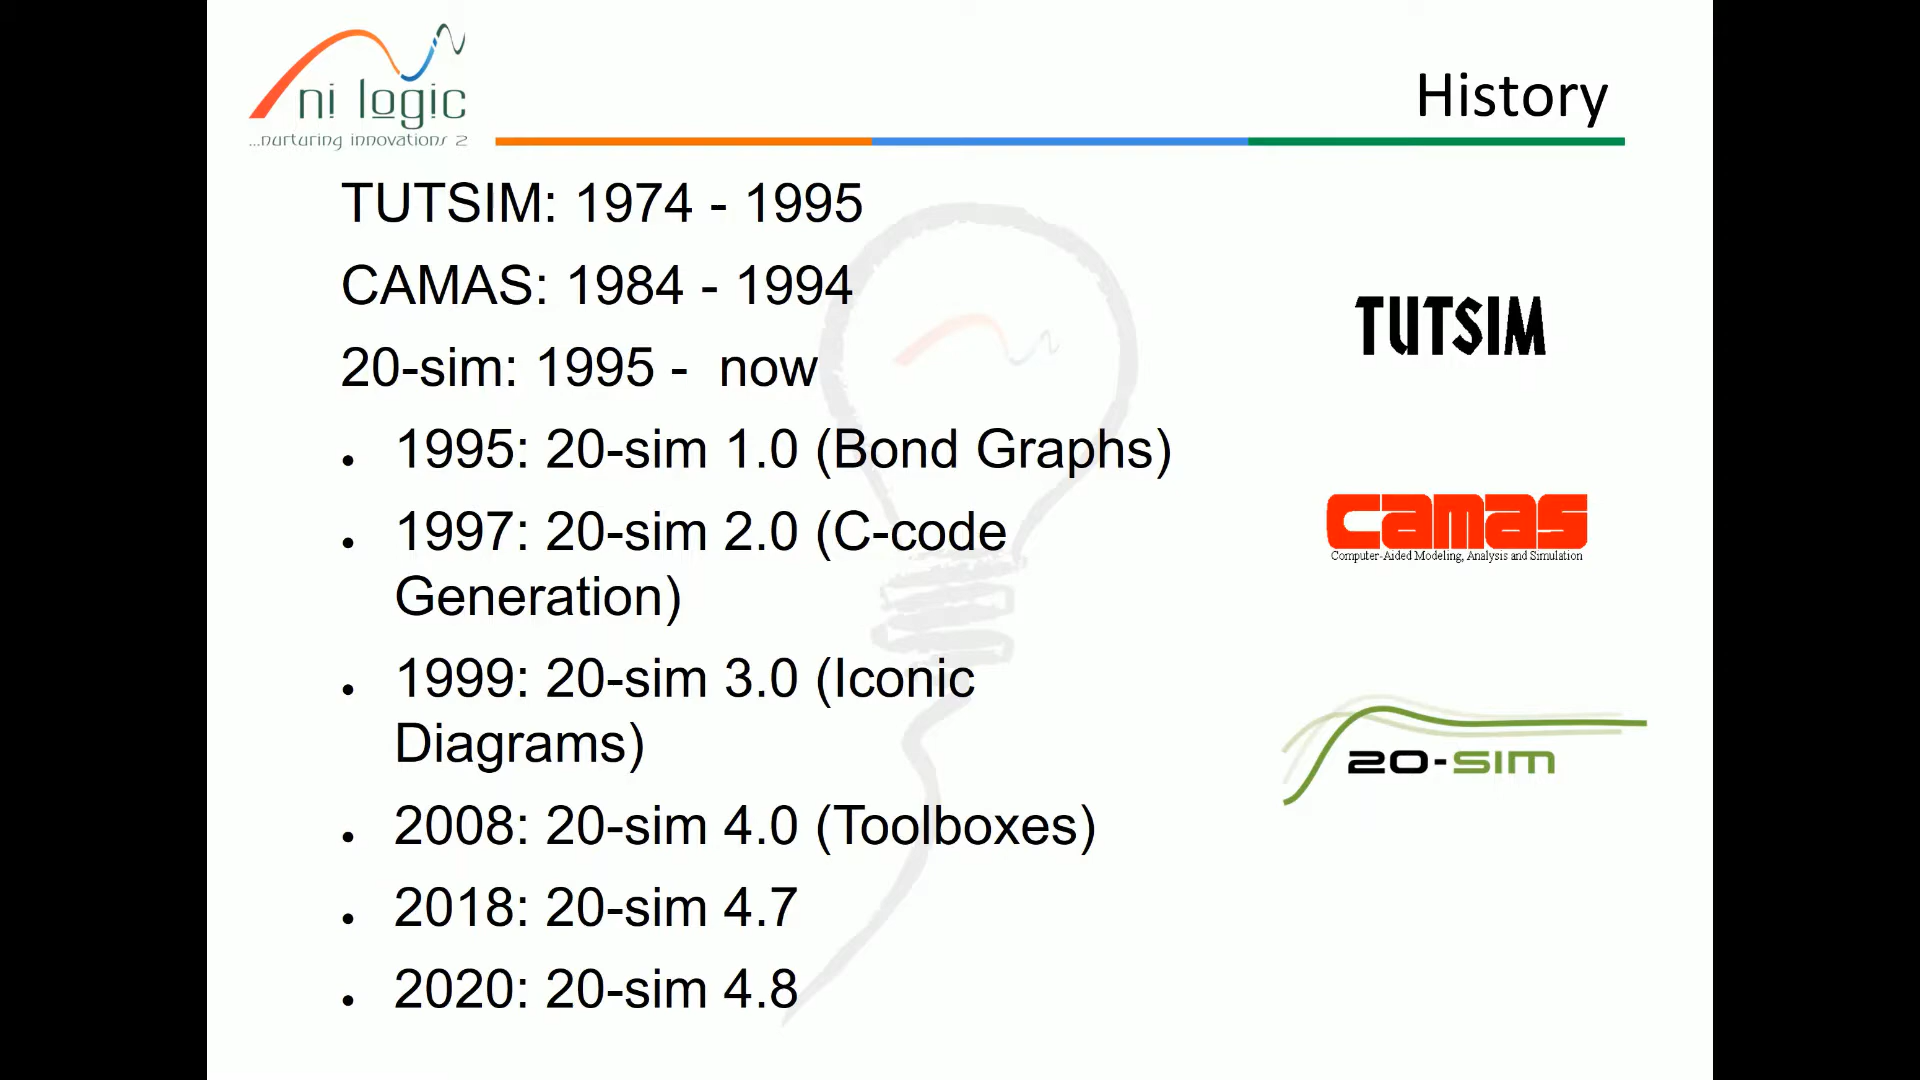 ni logic
...nurturing innovations 2
History
TUTSIM: 1974 - 1995
CAMAS: 1984 - 1994
20-sim: 1995 -  now
• 1995: 20-sim 1.0 (Bond Graphs)
• 1997: 20-sim 2.0 (C-code
Generation)
• 1999: 20-sim 3.0 (Iconic
Diagrams)
• 2008: 20-sim 4.0 (Toolboxes)
• 2018: 20-sim 4.7
• 2020: 20-sim 4.8
TUTSIM
camas
Computer-Aided Modeling, Analysis and Simulation
20-SIM